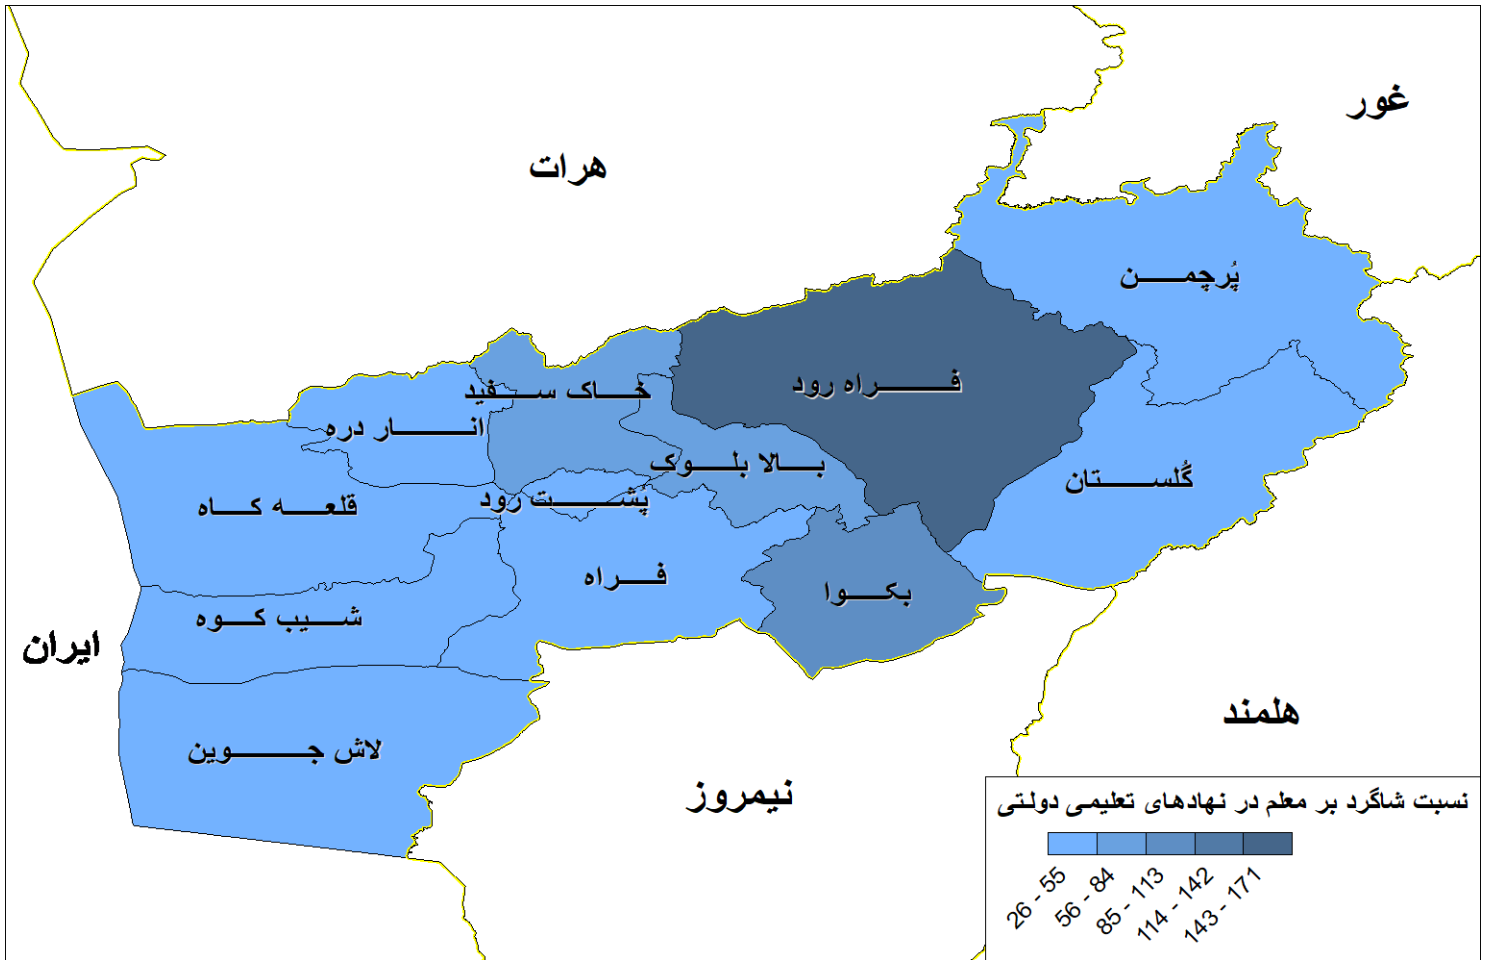 غور
هرات
پُرچمن
فراه رود
خاک سفید
انار دره
بالا بلوک
گلستان
پُشت رود
قلعه کاه
فراه
بکوا
شیب کوه
ایران
هلمند
لاش جوین
نیمروز
نسبت شاگرد بر معلم در نهادهای تعلیمی دولتی
26 - 55
56 - 84
85 - 113
114 - 142
143 - 171